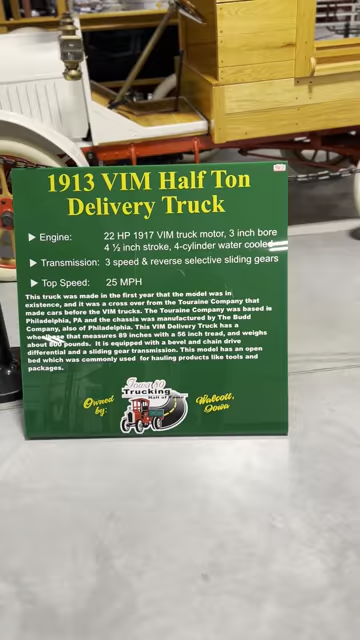 1913 VIM Half Ton
Delivery Truck
Engine: 22 HP 1917 VIM truck motor, 3 inch bore
4 ½ inch stroke, 4-cylinder water cooled
Transmission: 3 speed & reverse selective sliding gears
Top Speed: 25 MPH
This truck was made in the first year that the model was in
existence, and it was a cross over from the Touraine Company that
made cars before the VIM trucks. The Touraine Company was based in
Philadelphia, PA and the chassis was manufactured by The Budd
Company, also of Philadelphia. This VIM Delivery Truck has a
wheelbase that measures 89 inches with a 56 inch tread, and weighs
about 800 pounds. It is equipped with a bevel and chain drive
differential and a sliding gear transmission. This model has an open
bed which was commonly used for hauling products like tools and
packages.
Owned
by:
Iowa 80
Trucking
Hall of Fame
Walcott,
Iowa